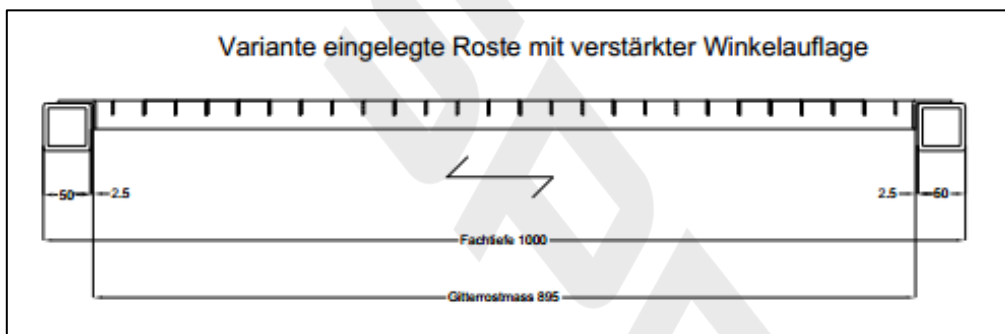 Variante eingelegte Roste mit verstärkter Winkelauflage
50 2.5 2.5 50
Fachtiefe 1000
Gitterrostmass 895